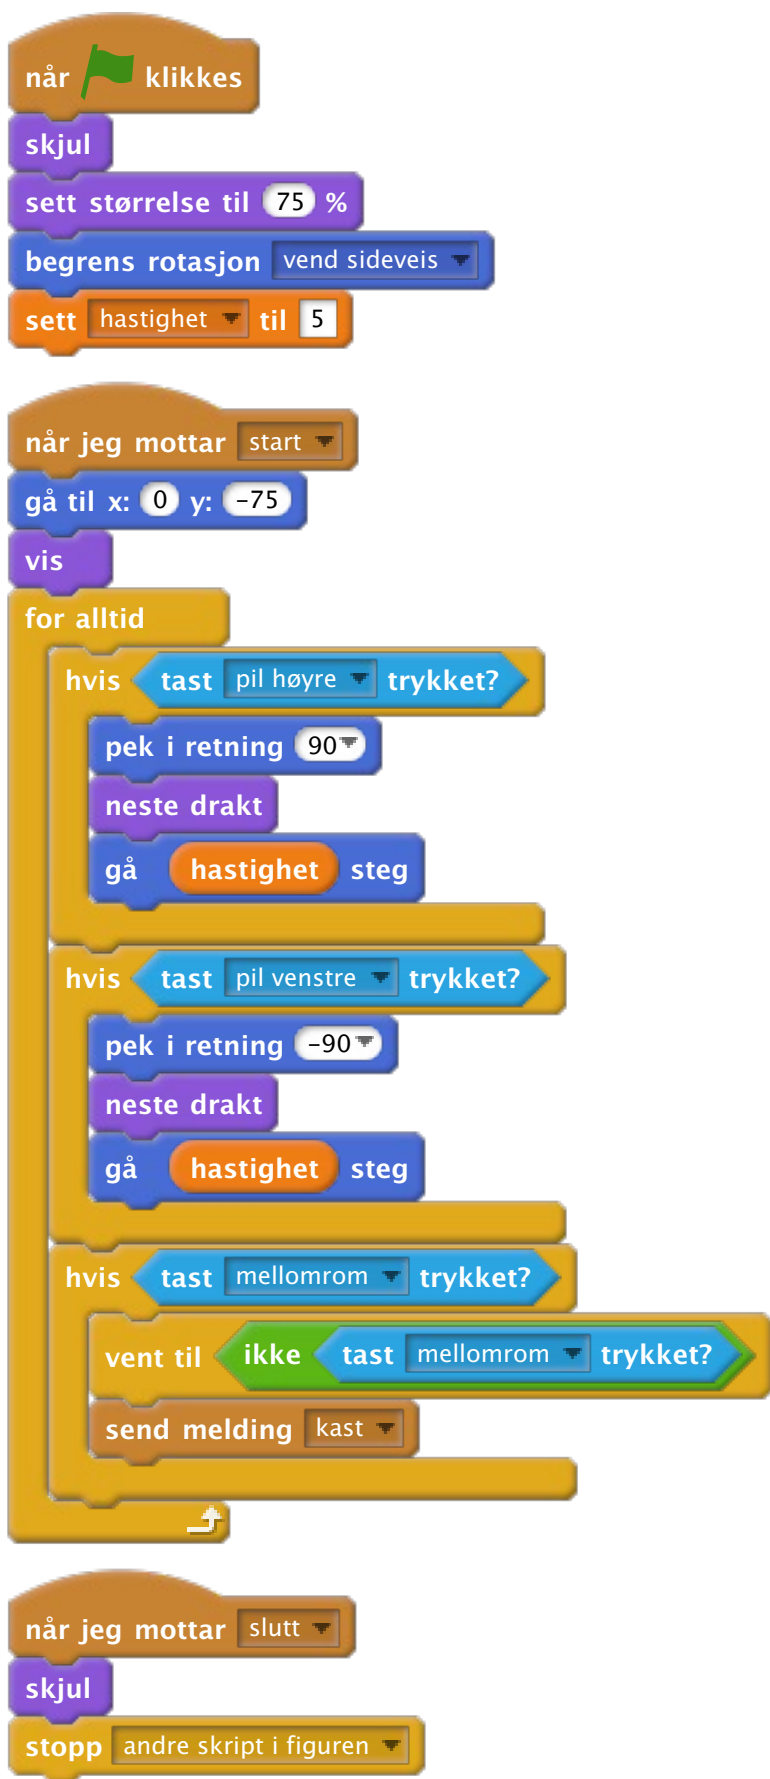 når klikkes
skjul
sett størrelse til 75 %
begrens rotasjon vend sideveis
sett hastighet til 5
når jeg mottar start
gå til x: 0 y: -75
vis
for alltid
hvis tast pil høyre trykket?
pek i retning 90
neste drakt
gå hastighet steg
hvis tast pil venstre trykket?
pek i retning -90
neste drakt
gå hastighet steg
hvis tast mellomrom trykket?
vent til ikke tast mellomrom trykket?
send melding kast
når jeg mottar slutt
skjul
stopp andre skript i figuren